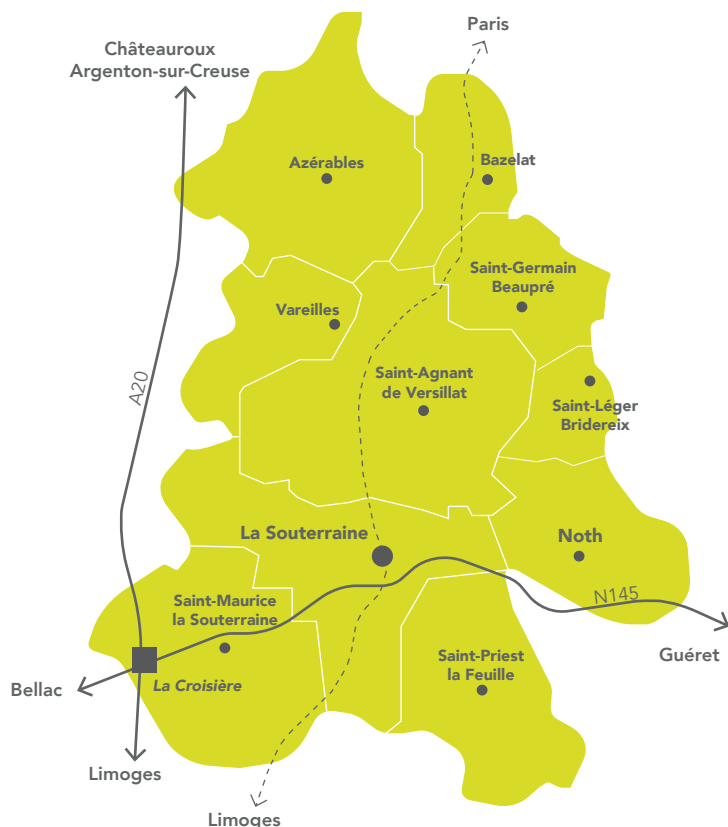 Paris
Châteauroux
Argenton-sur-Creuse
Azérables
Bazelat
Saint-Germain
Beaupré
Vareilles
A20
Saint-Agnant
de Versillat
Saint-Léger
Bridereix
La Souterraine
Noth
N145
Saint-Maurice
la Souterraine
Guéret
Saint-Priest
la Feuille
Bellac
La Croisière
Limoges
Limoges